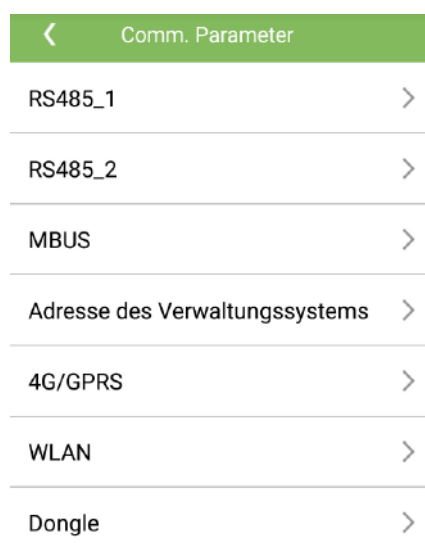 Comm. Parameter
RS485_1
RS485_2
MBUS
Adresse des Verwaltungssystems
4G/GPRS
WLAN
Dongle